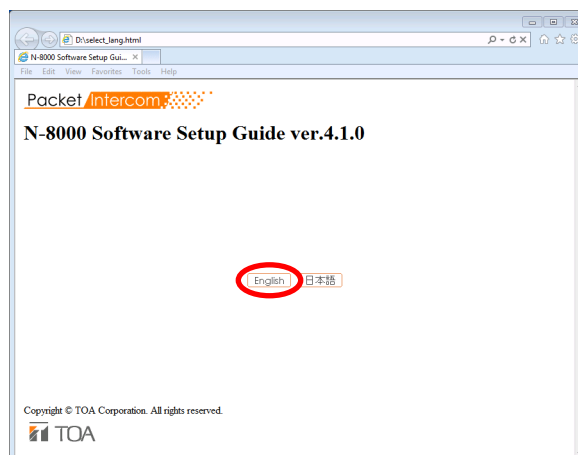 D:\select_lang.html
N-8000 Software Setup Gui...
File Edit View Favorites Tools Help
Packet Intercom
N-8000 Software Setup Guide ver.4.1.0
English 日本語
Copyright © TOA Corporation. All rights reserved.
TOA